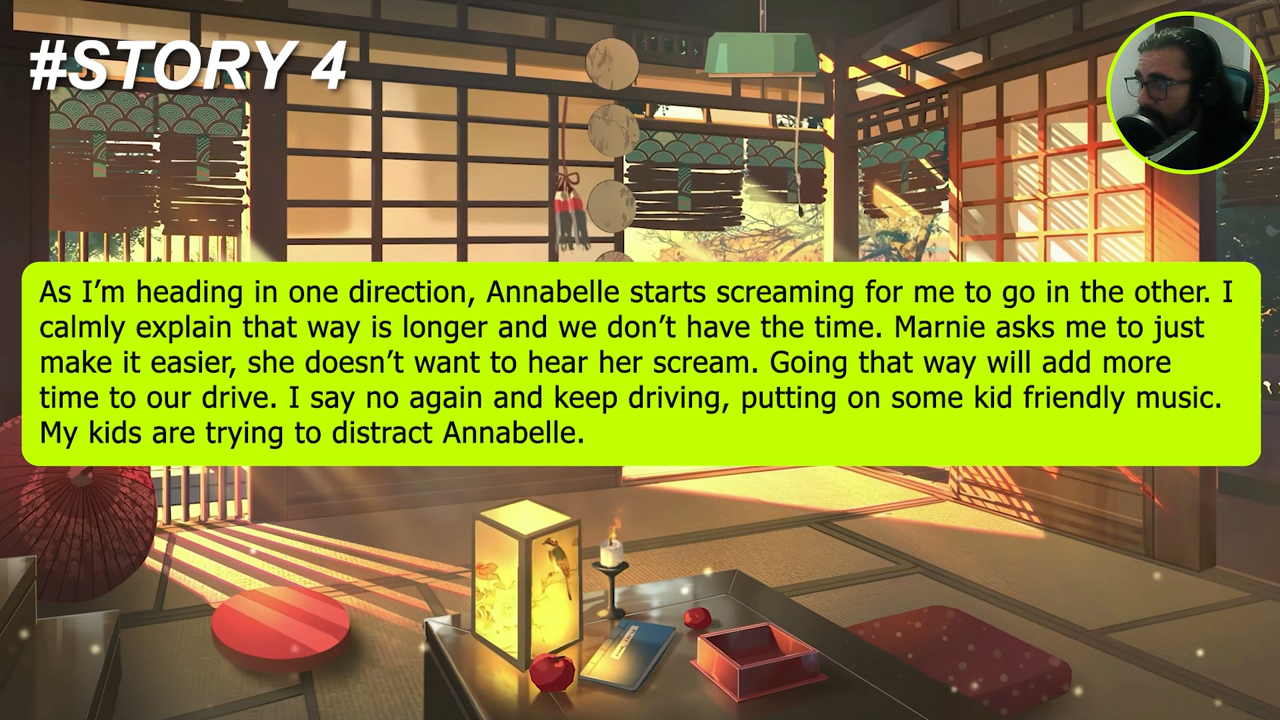 #STORY 4
As I’m heading in one direction, Annabelle starts screaming for me to go in the other. I
calmly explain that way is longer and we don’t have the time. Marnie asks me to just
make it easier, she doesn’t want to hear her scream. Going that way will add more
time to our drive. I say no again and keep driving, putting on some kid friendly music.
My kids are trying to distract Annabelle.